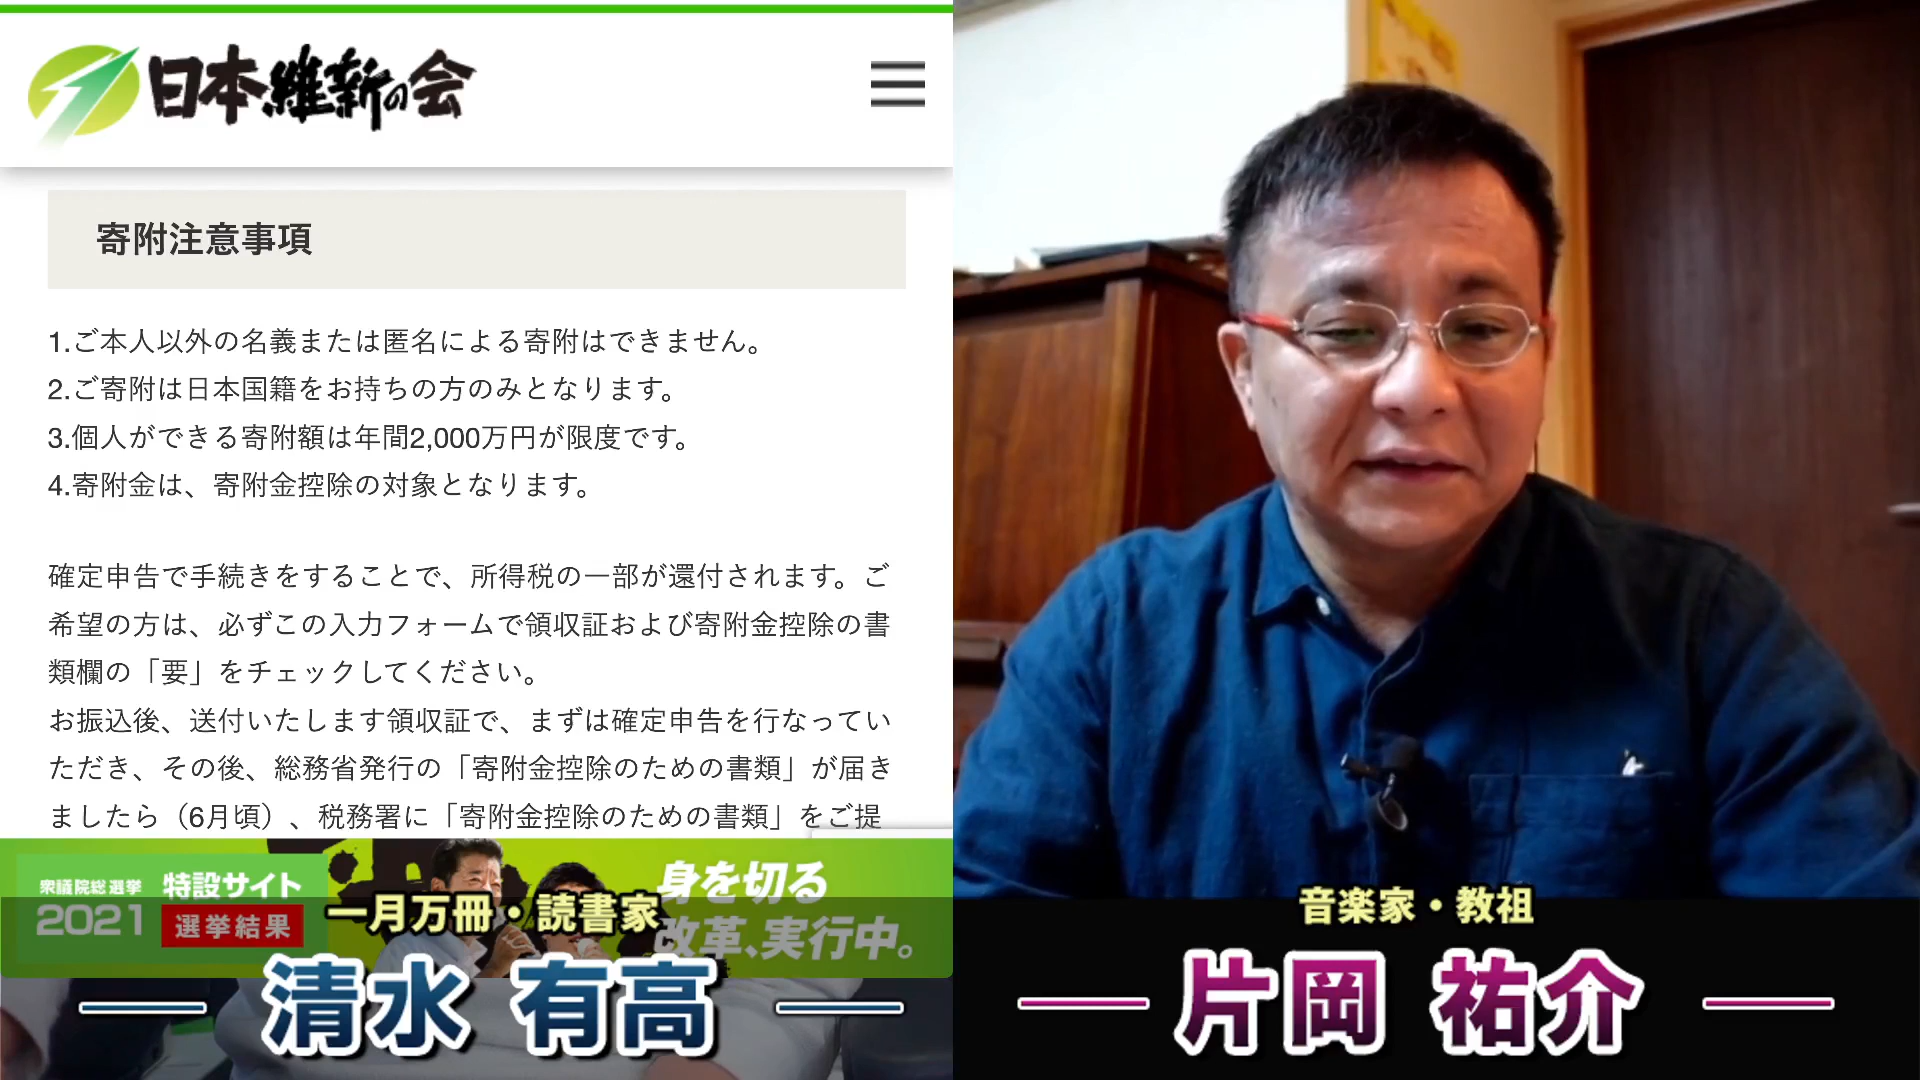 日本維新の会
寄附注意事項
1.ご本人以外の名義または匿名による寄附はできません。
2.ご寄附は日本国籍をお持ちの方のみとなります。
3.個人ができる寄附額は年間2,000万円が限度です。
4.寄附金は、寄附金控除の対象となります。
確定申告で手続きをすることで、所得税の一部が還付されます。ご
希望の方は、必ずこの入力フォームで領収証および寄附金控除の書
類欄の「要」をチェックしてください。
お振込後、送付いたします領収証で、まずは確定申告を行なってい
ただき、その後、総務省発行の「寄附金控除のための書類」が届き
ましたら（6月頃）、税務署に「寄附金控除のための書類」をご提
衆議院総選挙
2021
特設サイト
選挙結果
身を切る
改革、実行中。
一月万冊・読書家
清水 有高
音楽家・教祖
片岡 祐介